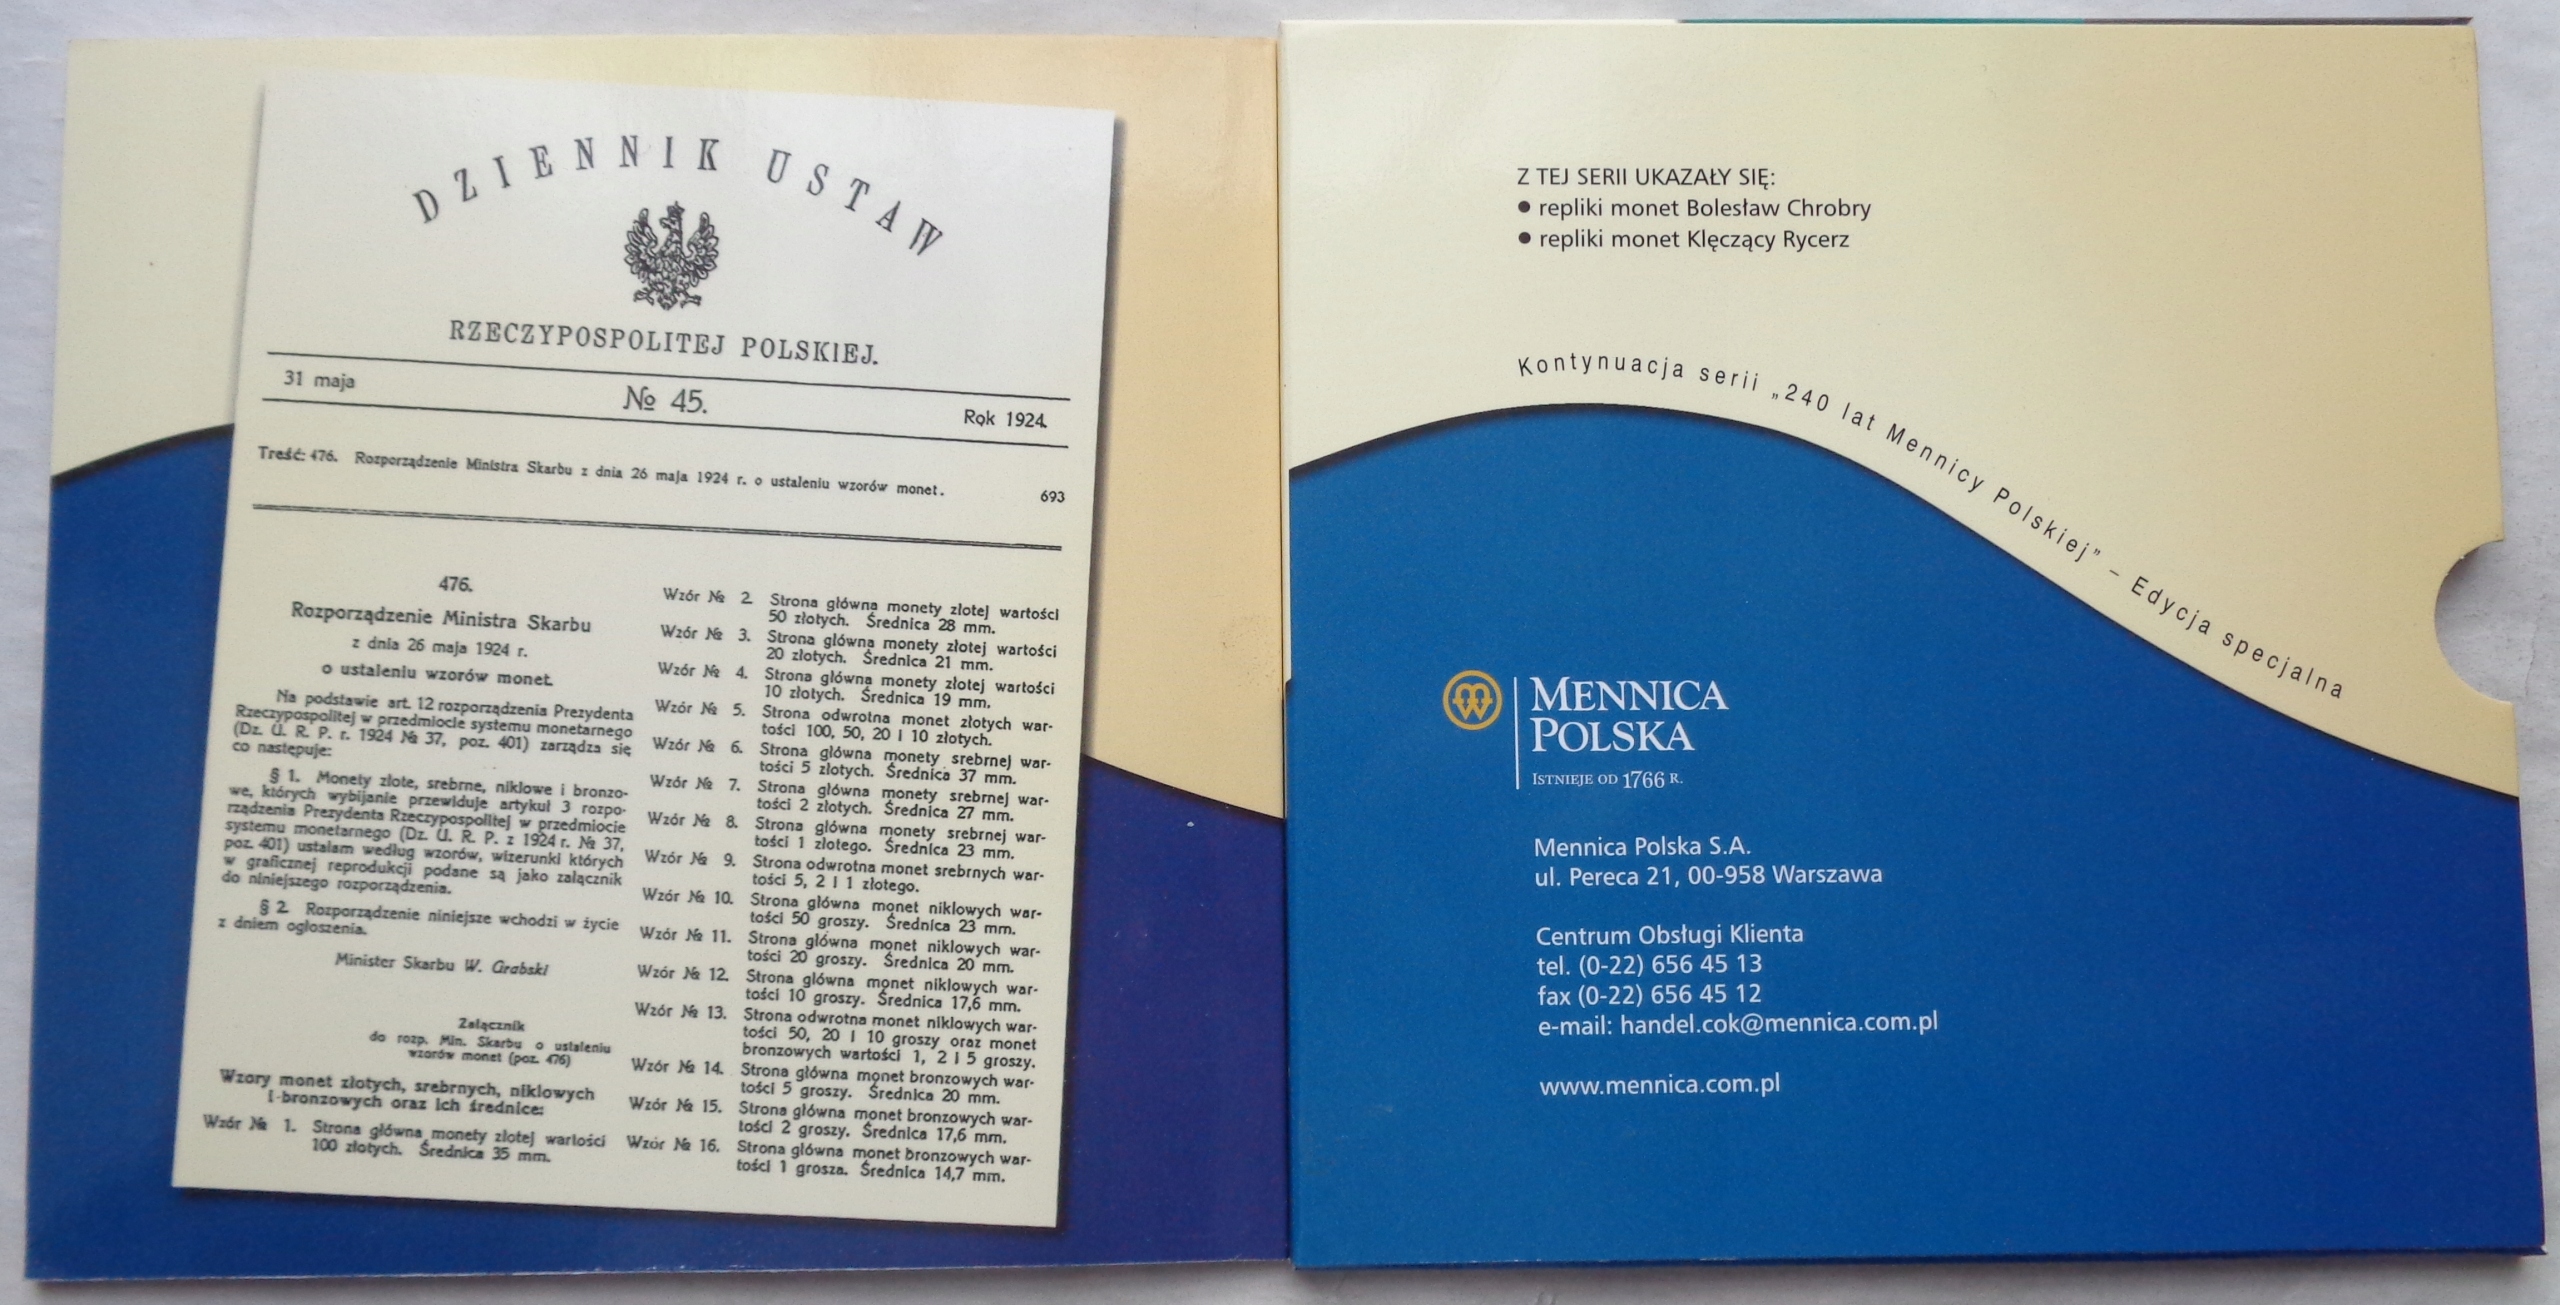 DZIENNIK USTAW
RZECZYPOSPOLITEJ POLSKIEJ.
31 maja
№ 45.
Rok 1924.
Treść: 476. Rozporządzenie Ministra Skarbu z dnia 26 maja 1924 r. o ustaleniu wzorów monet.
693
476.
Rozporządzenie Ministra Skarbu
z dnia 26 maja 1924 r.
o ustaleniu wzorów monet.
Na podstawie art. 12 rozporządzenia Prezydenta
Rzeczypospolitej w przedmiocie systemu monetarnego
(Dz. U. R. P. r. 1924 № 37, poz. 401) zarządza się
co następuje:
§ 1. Monety złote, srebrne, niklowe i bronzo-
we, których wybijanie przewiduje artykuł 3 rozpo-
rządzenia Prezydenta Rzeczypospolitej w przedmiocie
systemu monetarnego (Dz. U. R. P. z 1924 r. № 37,
poz. 401) ustalam według wzorów, wizerunki których
w graficznej reprodukcji podane są jako załącznik
do niniejszego rozporządzenia.
§ 2. Rozporządzenie niniejsze wchodzi w życie
z dniem ogłoszenia.
Minister Skarbu W. Grabski
Załącznik
do rozp. Min. Skarbu o ustaleniu
wzorów monet (poz. 476)
Wzory monet złotych, srebrnych, niklowych
i bronzowych oraz ich średnice:
Wzór № 1. Strona główna monety złotej wartości
100 złotych. Średnica 35 mm.
Wzór № 2. Strona główna monety złotej wartości
50 złotych. Średnica 28 mm.
Wzór № 3. Strona główna monety złotej wartości
20 złotych. Średnica 21 mm.
Wzór № 4. Strona główna monety złotej wartości
10 złotych. Średnica 19 mm.
Wzór № 5. Strona odwrotna monet złotych war-
tości 100, 50, 20 i 10 złotych.
Wzór № 6. Strona główna monety srebrnej war-
tości 5 złotych. Średnica 37 mm.
Wzór № 7. Strona główna monety srebrnej war-
tości 2 złotych. Średnica 27 mm.
Wzór № 8. Strona główna monety srebrnej war-
tości 1 złotego. Średnica 23 mm.
Wzór № 9. Strona odwrotna monet srebrnych war-
tości 5, 2 i 1 złotego.
Wzór № 10. Strona główna monet niklowych war-
tości 50 groszy. Średnica 23 mm.
Wzór № 11. Strona główna monet niklowych war-
tości 20 groszy. Średnica 20 mm.
Wzór № 12. Strona główna monet niklowych war-
tości 10 groszy. Średnica 17,6 mm.
Wzór № 13. Strona odwrotna monet niklowych war-
tości 50, 20 i 10 groszy oraz monet
bronzowych wartości 1, 2 i 5 groszy.
Wzór № 14. Strona główna monet bronzowych war-
tości 5 groszy. Średnica 20 mm.
Wzór № 15. Strona główna monet bronzowych war-
tości 2 groszy. Średnica 17,6 mm.
Wzór № 16. Strona główna monet bronzowych war-
tości 1 grosza. Średnica 14,7 mm.
Z TEJ SERII UKAZAŁY SIĘ:
● repliki monet Bolesław Chrobry
● repliki monet Klęczący Rycerz
Kontynuacja serii „240 lat Mennicy Polskiej” – Edycja specjalna
MENNICA
POLSKA
ISTNIEJE OD 1766 R.
Mennica Polska S.A.
ul. Pereca 21, 00-958 Warszawa
Centrum Obsługi Klienta
tel. (0-22) 656 45 13
fax (0-22) 656 45 12
e-mail: handel.cok@mennica.com.pl
www.mennica.com.pl